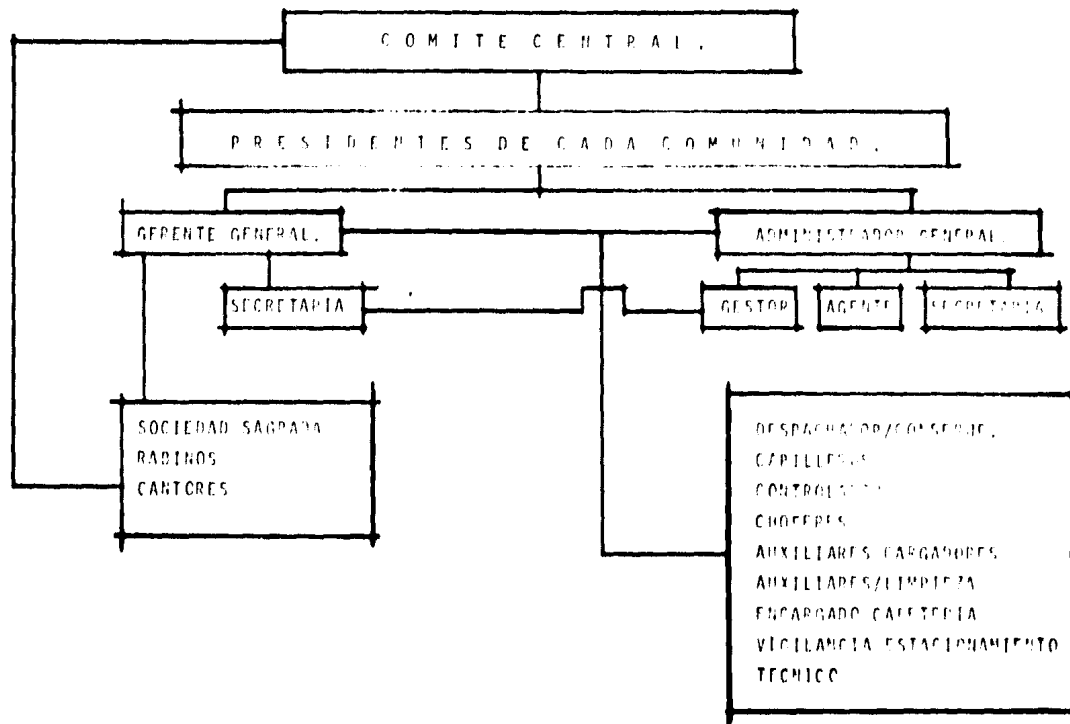 COMITE CENTRAL.
PRESIDENTES DE CADA COMUNIDAD.
GERENTE GENERAL.
ADMINISTRADOR GENERAL.
SECRETARIA
GESTOR
AGENTE
SECRETARIA
SOCIEDAD SAGRADA
RABINOS
CANTORES
DESPACHADOR/CONSERJE.
CAPILLEROS
CHOFERES
AUXILIARES CARGADORES
AUXILIARES/LIMPIEZA
ENCARGADO CAFETERIA
VIGILANCIA ESTACIONAMIENTO
TECNICO